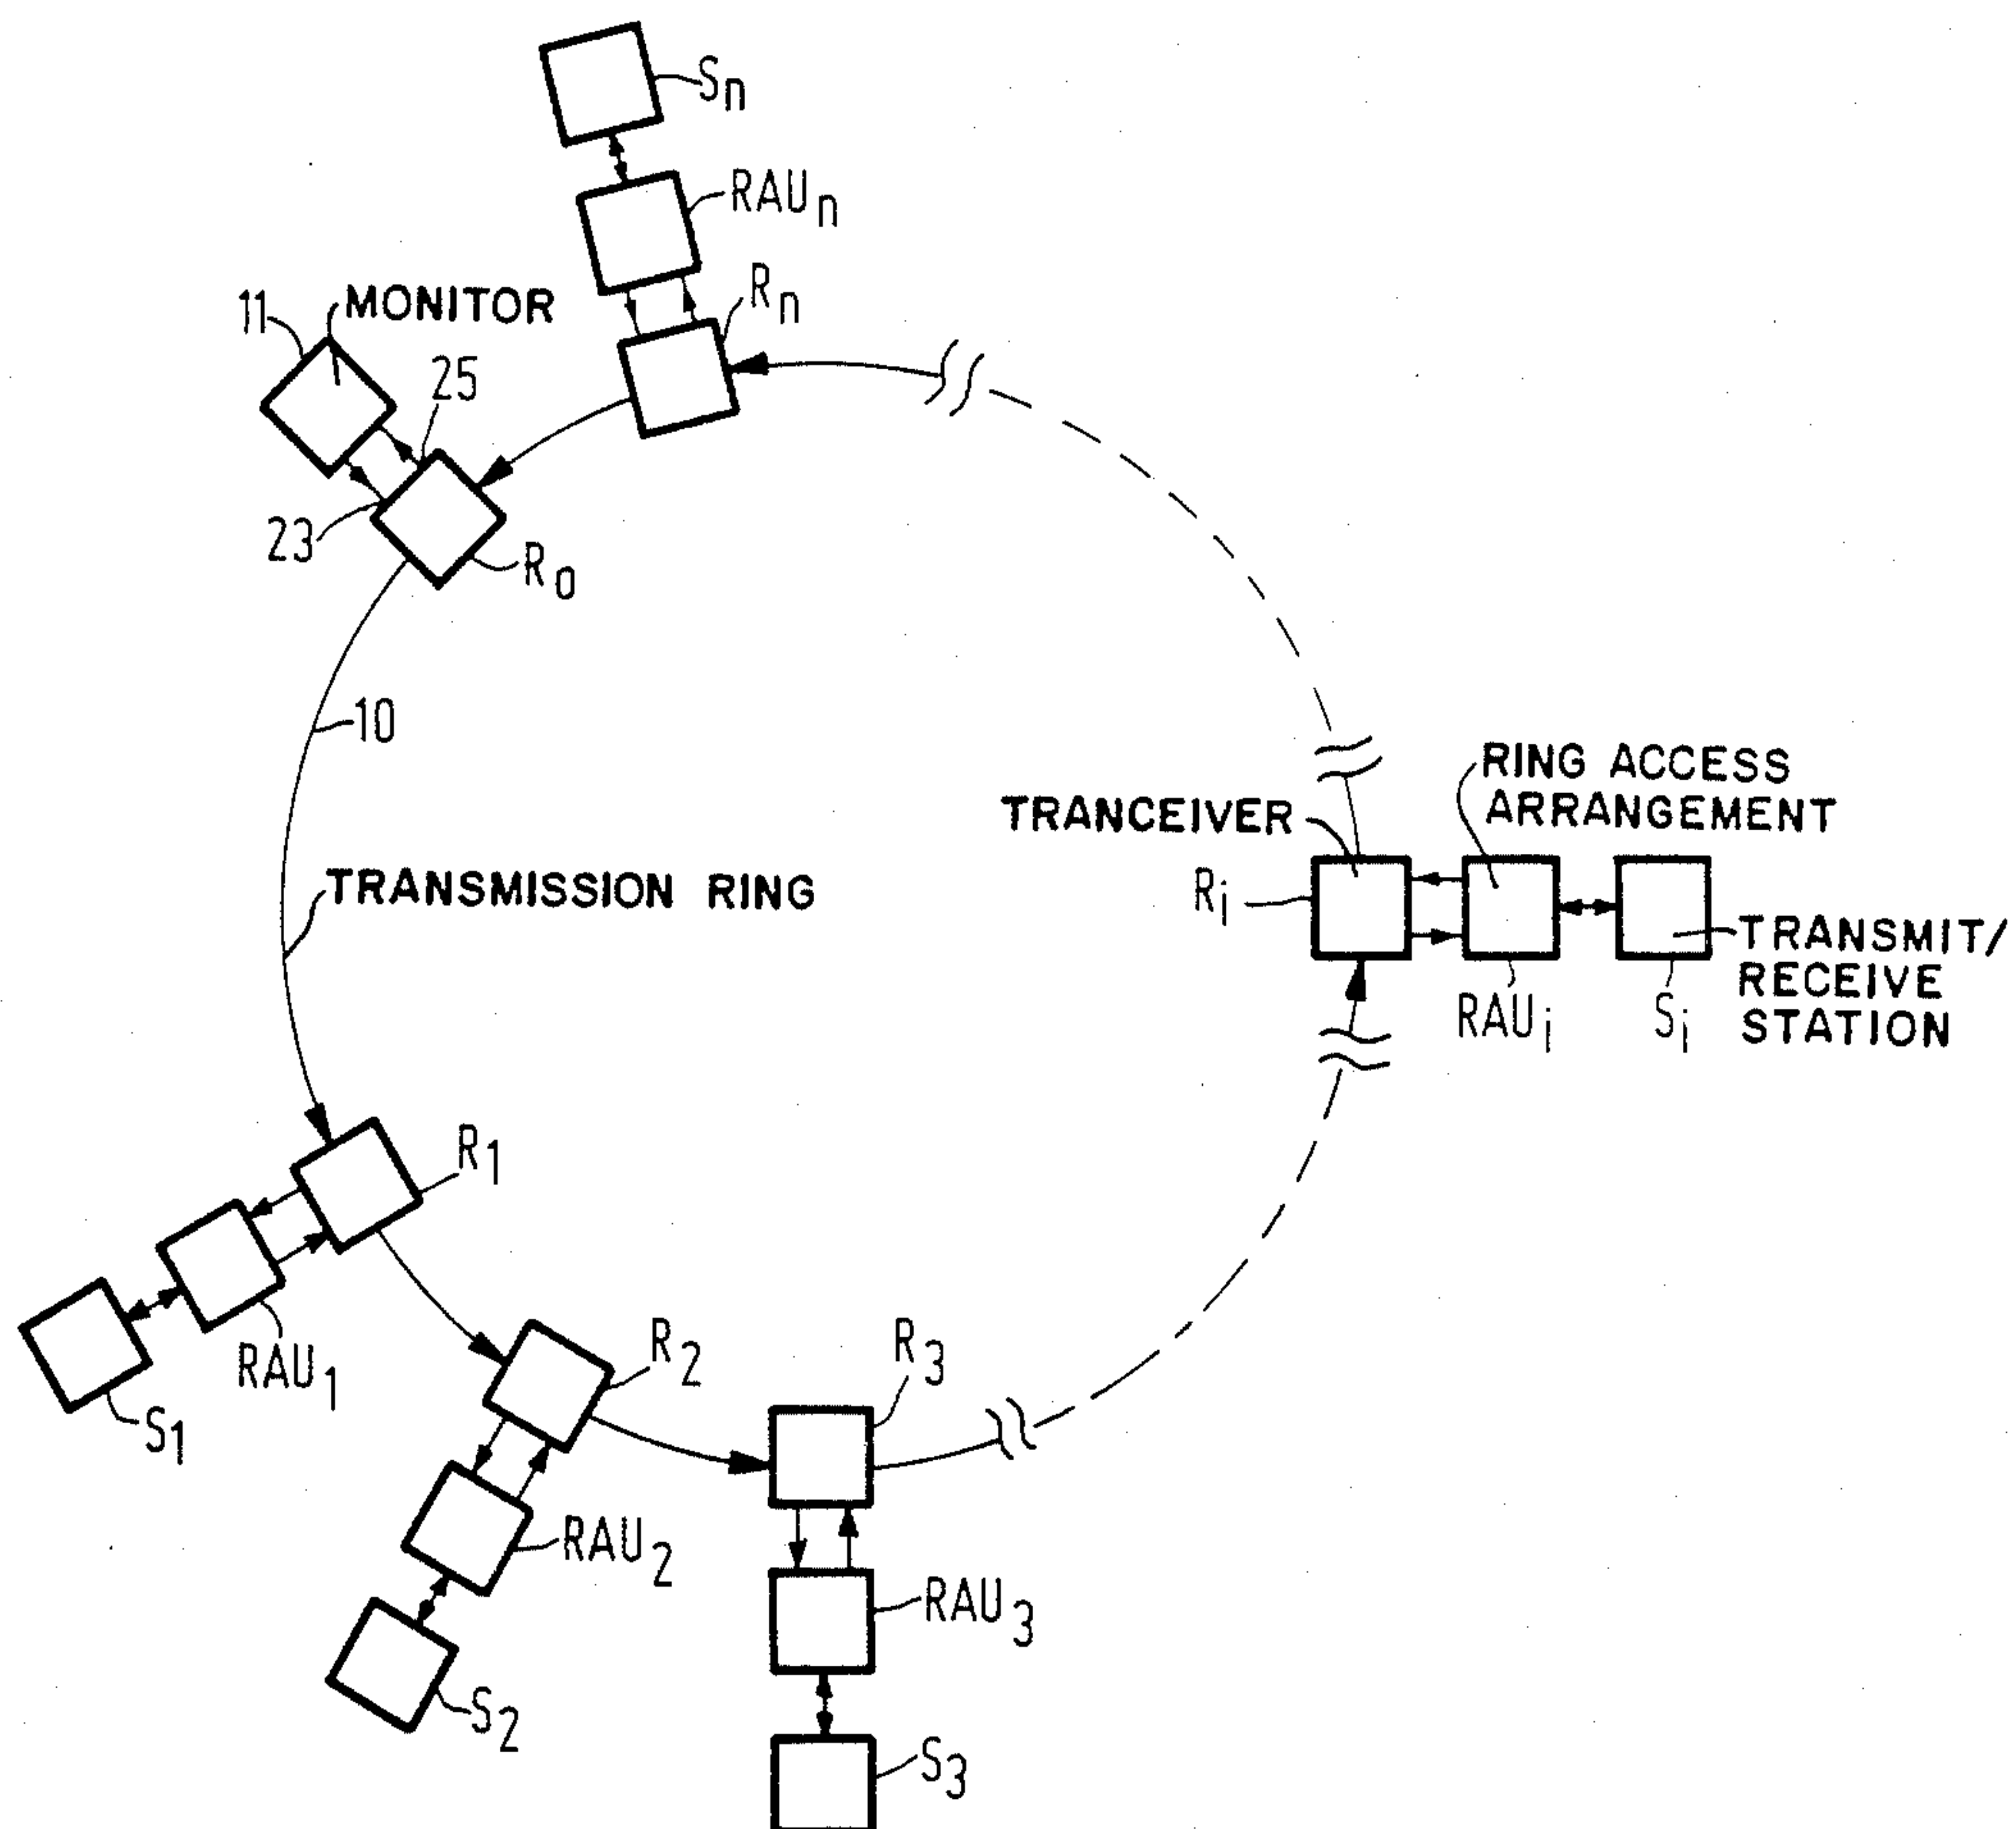 Sn
RAUn
Rn
11
MONITOR
25
23
R0
10
TRANSMISSION RING
TRANCEIVER
RING ACCESS
ARRANGEMENT
Ri
RAUi
Si
TRANSMIT/
RECEIVE
STATION
R1
RAU1
S1
R2
RAU2
S2
R3
RAU3
S3